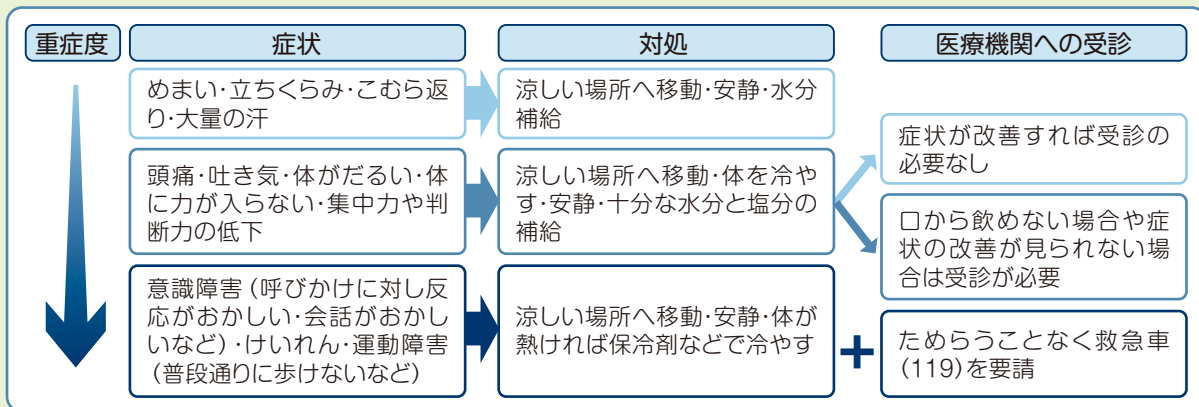 重症度
症状
対処
医療機関への受診
めまい・立ちくらみ・こむら返
り・大量の汗
涼しい場所へ移動・安静・水分
補給
頭痛・吐き気・体がだるい・体
に力が入らない・集中力や判
断力の低下
涼しい場所へ移動・体を冷や
す・安静・十分な水分と塩分の
補給
症状が改善すれば受診の
必要なし
口から飲めない場合や症
状の改善が見られない場
合は受診が必要
意識障害（呼びかけに対し反
応がおかしい・会話がおかし
いなど）・けいれん・運動障害
（普段通りに歩けないなど）
涼しい場所へ移動・安静・体が
熱ければ保冷剤などで冷やす
+
ためらうことなく救急車
（119）を要請